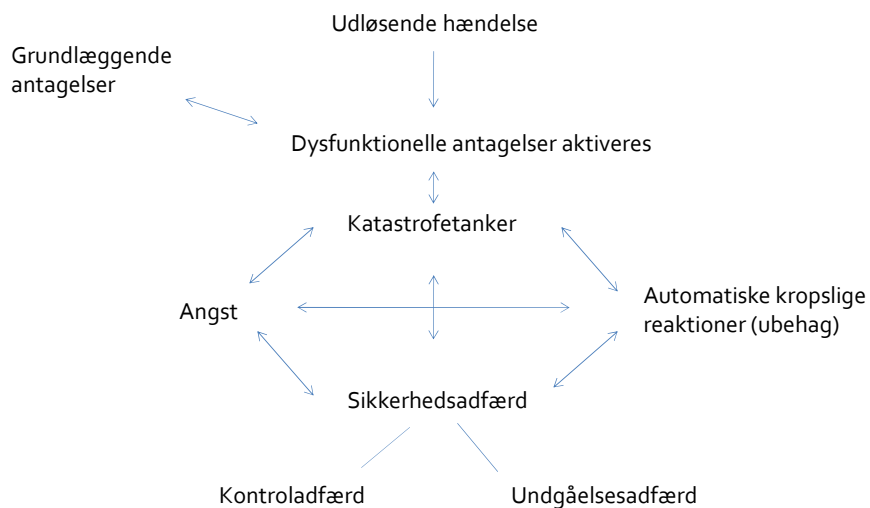 Udløsende hændelse
Grundlæggende
antagelser
Dysfunktionelle antagelser aktiveres
Katastrofetanker
Angst
Automatiske kropslige
reaktioner (ubehag)
Sikkerhedsadfærd
Kontroladfærd
Undgåelsesadfærd